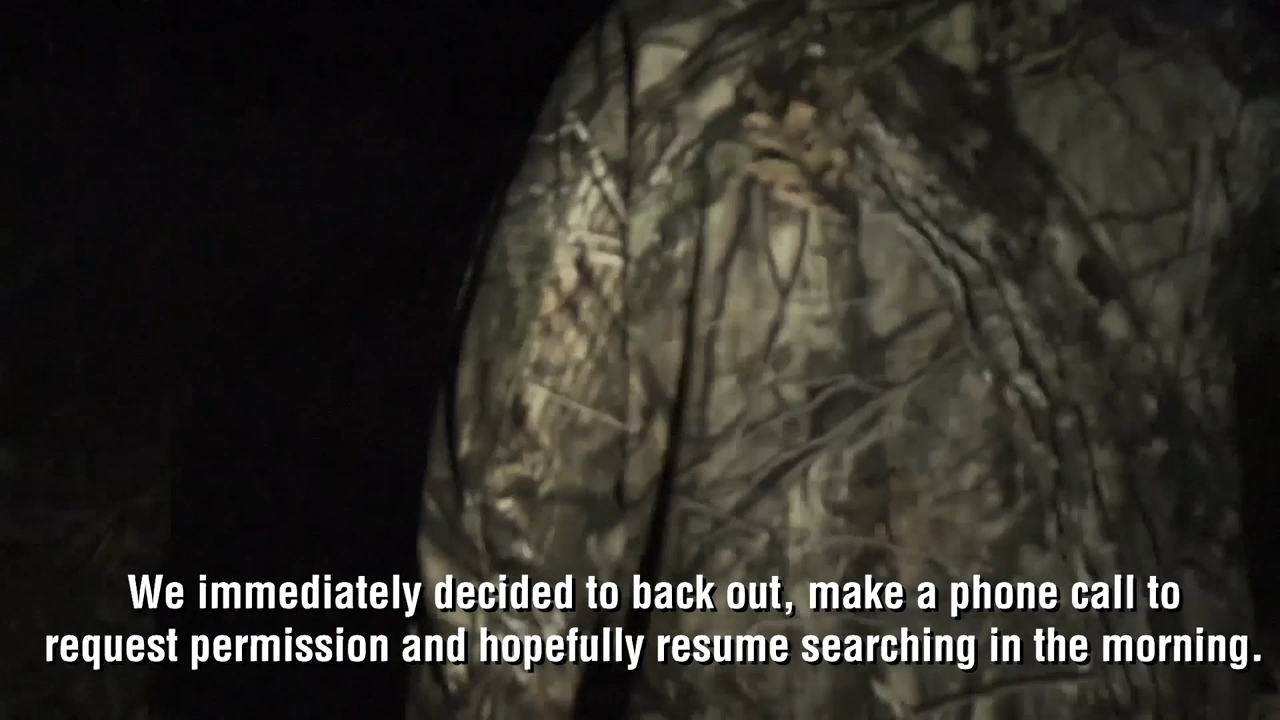 We immediately decided to back out, make a phone call to
request permission and hopefully resume searching in the morning.